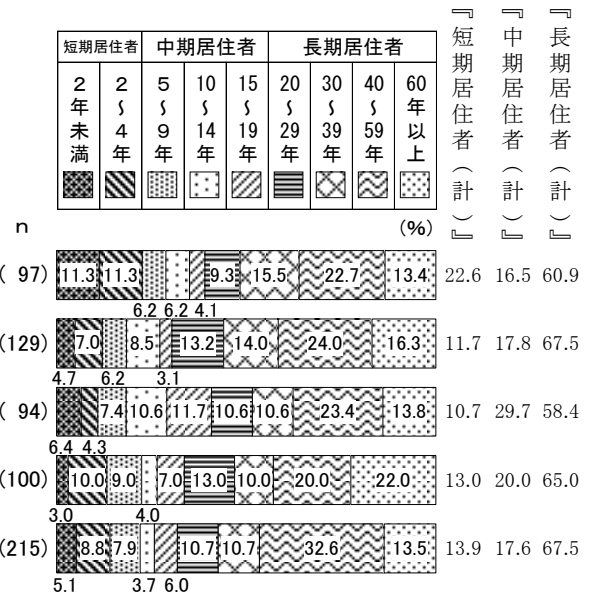 短期居住者 中期居住者 長期居住者 『短期居住者（計）』 『中期居住者（計）』 『長期居住者（計）』
2年未満 2～4年 5～9年 10～14年 15～19年 20～29年 30～39年 40～59年 60年以上
n (%)
( 97) 11.3 11.3 9.3 15.5 22.7 13.4 22.6 16.5 60.9
6.2 6.2 4.1
(129) 7.0 8.5 13.2 14.0 24.0 16.3 11.7 17.8 67.5
4.7 6.2 3.1
( 94) 7.4 10.6 11.7 10.6 10.6 23.4 13.8 10.7 29.7 58.4
6.4 4.3
(100) 10.0 9.0 7.0 13.0 10.0 20.0 22.0 13.0 20.0 65.0
3.0 4.0
(215) 8.8 7.9 10.7 10.7 32.6 13.5 13.9 17.6 67.5
5.1 3.7 6.0